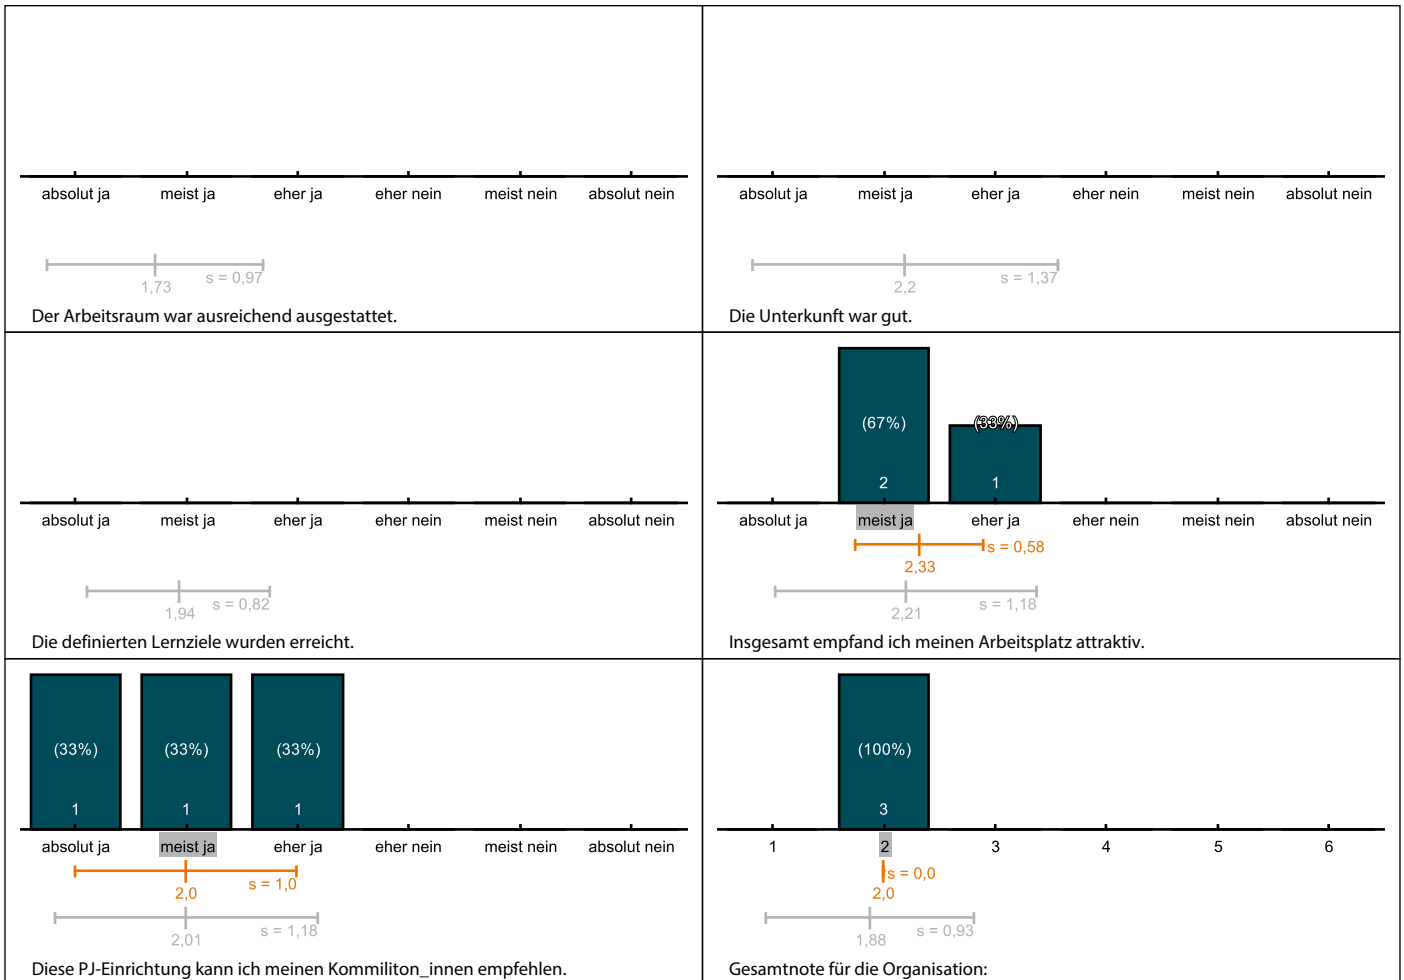 absolut ja meist ja eher ja eher nein meist nein absolut nein
s = 0,97
1,73
Der Arbeitsraum war ausreichend ausgestattet.
absolut ja meist ja eher ja eher nein meist nein absolut nein
s = 1,37
2,2
Die Unterkunft war gut.
absolut ja meist ja eher ja eher nein meist nein absolut nein
s = 0,82
1,94
Die definierten Lernziele wurden erreicht.
(67%) (33%)
2 1
absolut ja meist ja eher ja eher nein meist nein absolut nein
s = 0,58
2,33
s = 1,18
2,21
Insgesamt empfand ich meinen Arbeitsplatz attraktiv.
(33%) (33%) (33%)
1 1 1
absolut ja meist ja eher ja eher nein meist nein absolut nein
s = 1,0
2,0
s = 1,18
2,01
Diese PJ-Einrichtung kann ich meinen Kommiliton_innen empfehlen.
(100%)
3
1 2 3 4 5 6
s = 0,0
2,0
s = 0,93
1,88
Gesamtnote für die Organisation: